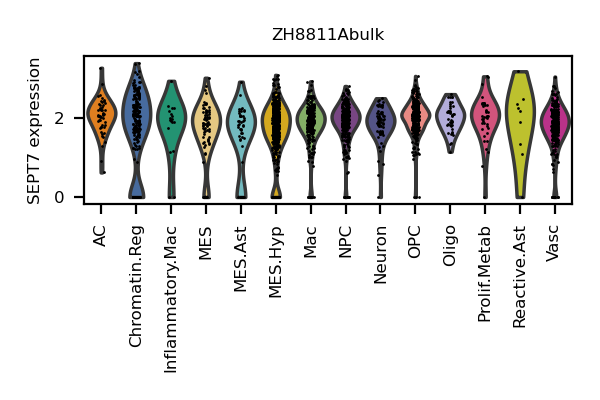 ZH8811Abulk
SEPT7 expression
2
0
AC
Chromatin.Reg
Inflammatory.Mac
MES
MES.Ast
MES.Hyp
Mac
NPC
Neuron
OPC
Oligo
Prolif.Metab
Reactive.Ast
Vasc